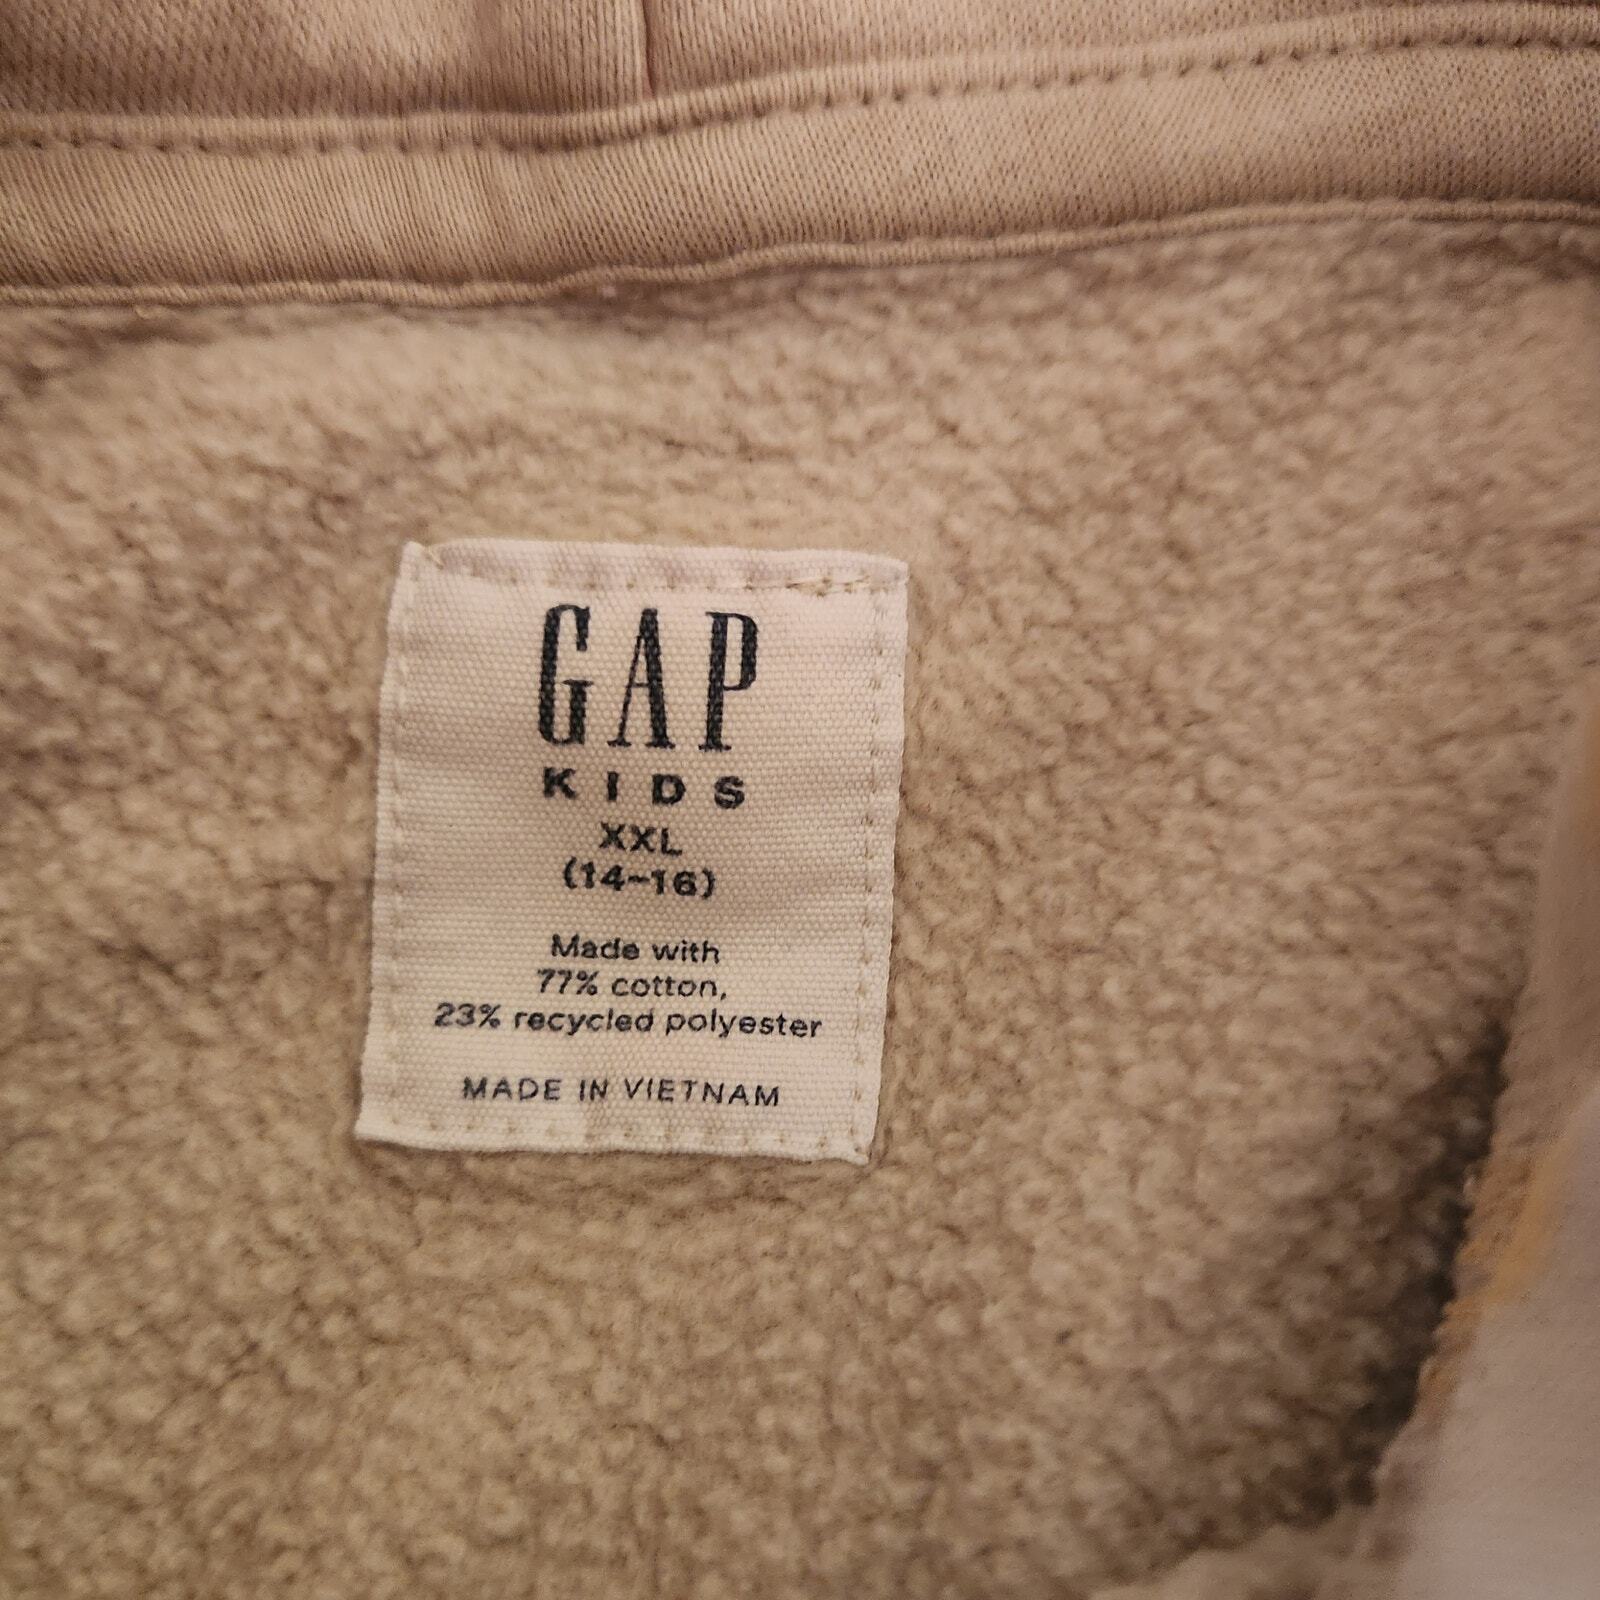 GAP
KIDS
XXL
(14-16)
Made with
77% cotton,
23% recycled polyester
MADE IN VIETNAM